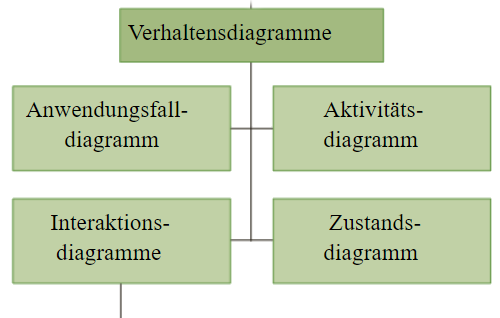 Verhaltensdiagramme
Anwendungsfall-
diagramm
Aktivitäts-
diagramm
Interaktions-
diagramme
Zustands-
diagramm